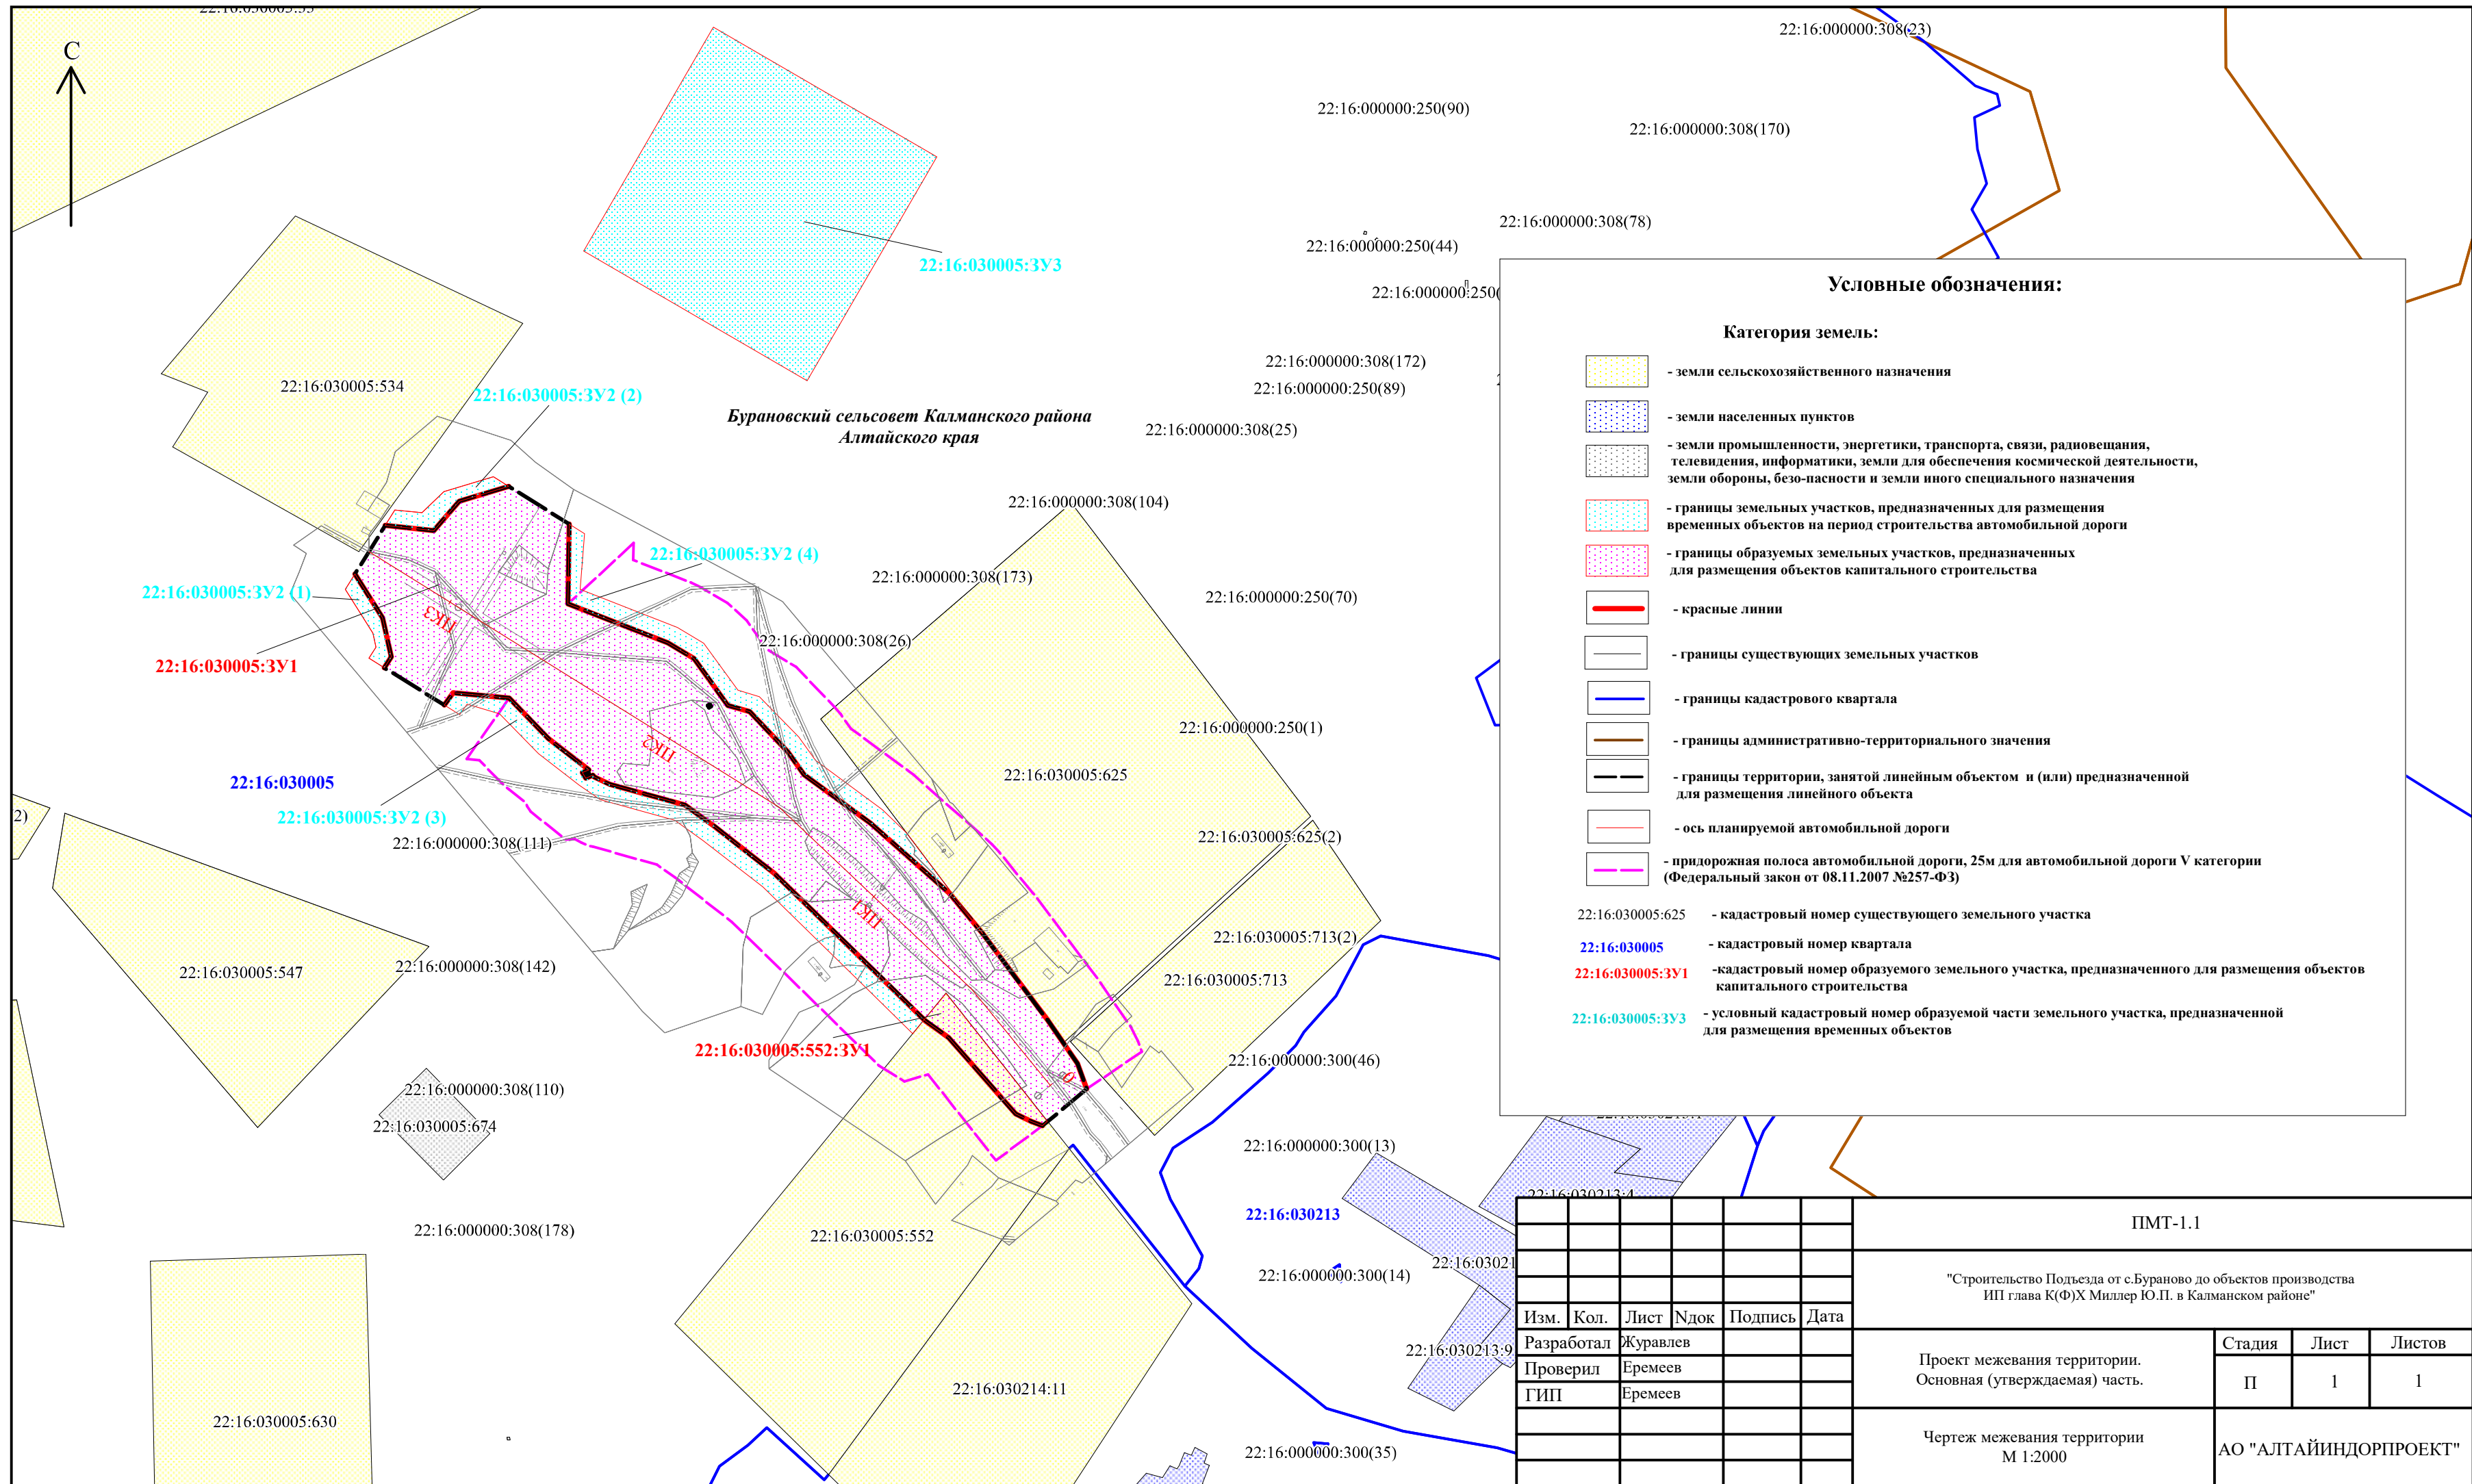 С
22:16:000000:308(23)
22:16:000000:250(90)
22:16:000000:308(170)
22:16:000000:308(78)
22:16:000000:250(44)
22:16:030005:ЗУ3
22:16:000000:250(
22:16:000000:308(172)
22:16:000000:250(89)
22:16:030005:534
22:16:030005:ЗУ2 (2)
Бурановский сельсовет Калманского района
Алтайского края
22:16:000000:308(25)
22:16:000000:308(104)
22:16:030005:ЗУ2 (4)
22:16:000000:308(173)
22:16:030005:ЗУ2 (1)
22:16:000000:250(70)
ПК3
22:16:000000:308(26)
22:16:030005:ЗУ1
22:16:000000:250(1)
ПК2
22:16:030005:625
22:16:030005
22:16:030005:ЗУ2 (3)
2)
22:16:000000:308(111)
22:16:030005:625(2)
ПК1
22:16:030005:713(2)
22:16:030005:547
22:16:000000:308(142)
22:16:030005:713
22:16:030005:552:ЗУ1
22:16:000000:300(46)
0
22:16:000000:308(110)
22:16:030005:674
22:16:000000:300(13)
22:16:000000:308(178)
22:16:030005:552
22:16:030213
22:16:030213:4
22:16:03021
22:16:000000:300(14)
22:16:030213:9
22:16:030214:11
22:16:030005:630
22:16:000000:300(35)
Условные обозначения:
Категория земель:
- земли сельскохозяйственного назначения
- земли населенных пунктов
- земли промышленности, энергетики, транспорта, связи, радиовещания,
телевидения, информатики, земли для обеспечения космической деятельности,
земли обороны, безо-пасности и земли иного специального назначения
- границы земельных участков, предназначенных для размещения
временных объектов на период строительства автомобильной дороги
- границы образуемых земельных участков, предназначенных
для размещения объектов капитального строительства
- красные линии
- границы существующих земельных участков
- границы кадастрового квартала
- границы административно-территориального значения
- границы территории, занятой линейным объектом и (или) предназначенной
для размещения линейного объекта
- ось планируемой автомобильной дороги
- придорожная полоса автомобильной дороги, 25м для автомобильной дороги V категории
(Федеральный закон от 08.11.2007 №257-ФЗ)
22:16:030005:625 - кадастровый номер существующего земельного участка
22:16:030005 - кадастровый номер квартала
22:16:030005:ЗУ1 -кадастровый номер образуемого земельного участка, предназначенного для размещения объектов
капитального строительства
22:16:030005:ЗУ3 - условный кадастровый номер образуемой части земельного участка, предназначенной
для размещения временных объектов
ПМТ-1.1
"Строительство Подъезда от с.Бураново до объектов производства
ИП глава К(Ф)Х Миллер Ю.П. в Калманском районе"
Изм. Кол. Лист Nдок Подпись Дата
Разработал Журавлев
Проверил Еремеев
ГИП Еремеев
Проект межевания территории.
Основная (утверждаемая) часть.
Стадия Лист Листов
П 1 1
Чертеж межевания территории
М 1:2000
АО "АЛТАЙИНДОРПРОЕКТ"